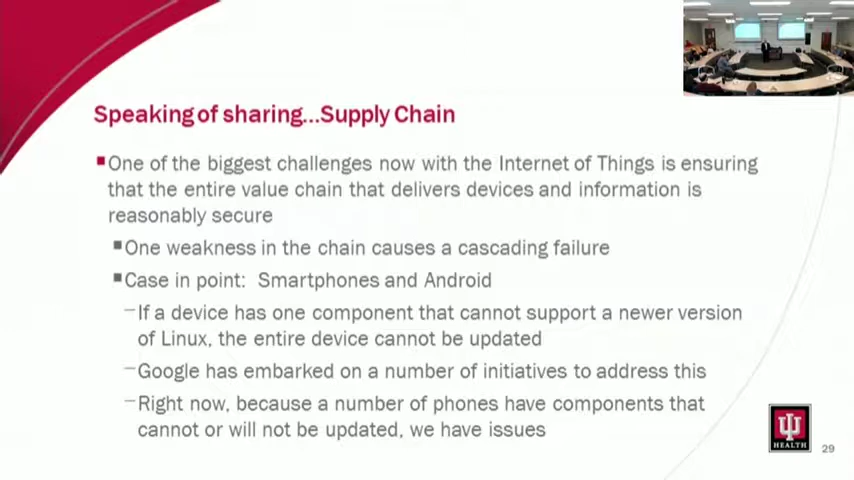 Speaking of sharing...Supply Chain
One of the biggest challenges now with the Internet of Things is ensuring
that the entire value chain that delivers devices and information is
reasonably secure
One weakness in the chain causes a cascading failure
Case in point: Smartphones and Android
If a device has one component that cannot support a newer version
of Linux, the entire device cannot be updated
Google has embarked on a number of initiatives to address this
Right now, because a number of phones have components that
cannot or will not be updated, we have issues
IU
HEALTH
29